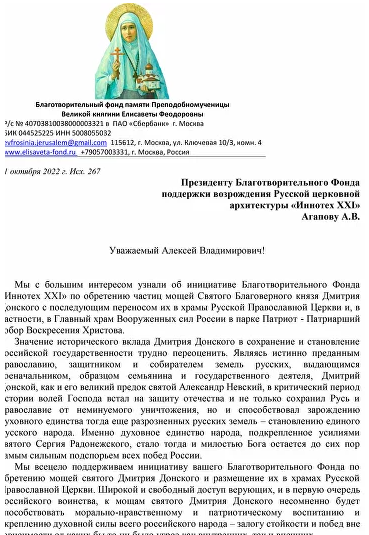 Благотворительный фонд памяти Преподобномученицы
Великой княгини Елисаветы Феодоровны
Р/с № 40703810038000003321 в ПАО «Сбербанк» г. Москва
БИК 044525225 ИНН 5008055032
evfrosinia.jerusalem@gmail.com 115612, г. Москва, ул. Ключевая 10/3, комн. 4
www.elisaveta-fond.ru +79057003331, г. Москва, Россия
1 октября 2022 г. Исх. 267
Президенту Благотворительного Фонда
поддержки возрождения Русской церковной
архитектуры «Иннотех XXI»
Агапову А.В.
Уважаемый Алексей Владимирович!
Мы с большим интересом узнали об инициативе Благотворительного Фонда
Иннотех XXI» по обретению частиц мощей Святого Благоверного князя Дмитрия
Донского с последующим переносом их в храмы Русской Православной Церкви и, в
астности, в Главный храм Вооруженных сил России в парке Патриот - Патриарший
обор Воскресения Христова.
Значение исторического вклада Дмитрия Донского в сохранение и становление
оссийской государственности трудно переоценить. Являясь истинно преданным
равославию, защитником и собирателем земель русских, выдающимся
оеначальником, образцом семьянина и государственного деятеля, Дмитрий
Донской, как и его великий предок святой Александр Невский, в критический период
стории волей Господа встал на защиту отечества и не только сохранил Русь и
равославие от неминуемого уничтожения, но и способствовал зарождению
уховного единства тогда еще разрозненных русских земель – становлению единого
усского народа. Именно духовное единство народа, подкрепленное усилиями
вятого Сергия Радонежского, стало тогда и милостью Бога остается до сих пор
амым сильным подспорьем всех побед России.
Мы всецело поддерживаем инициативу вашего Благотворительного Фонда по
бретению мощей святого Дмитрия Донского и размещение их в храмах Русской
равославной Церкви. Широкий и свободный доступ верующих, и в первую очередь
оссийского воинства, к мощам святого Дмитрия Донского несомненно будет
пособствовать морально-нравственному и патриотическому воспитанию и
креплению духовной силы всего российского народа – залогу стойкости и побед вне